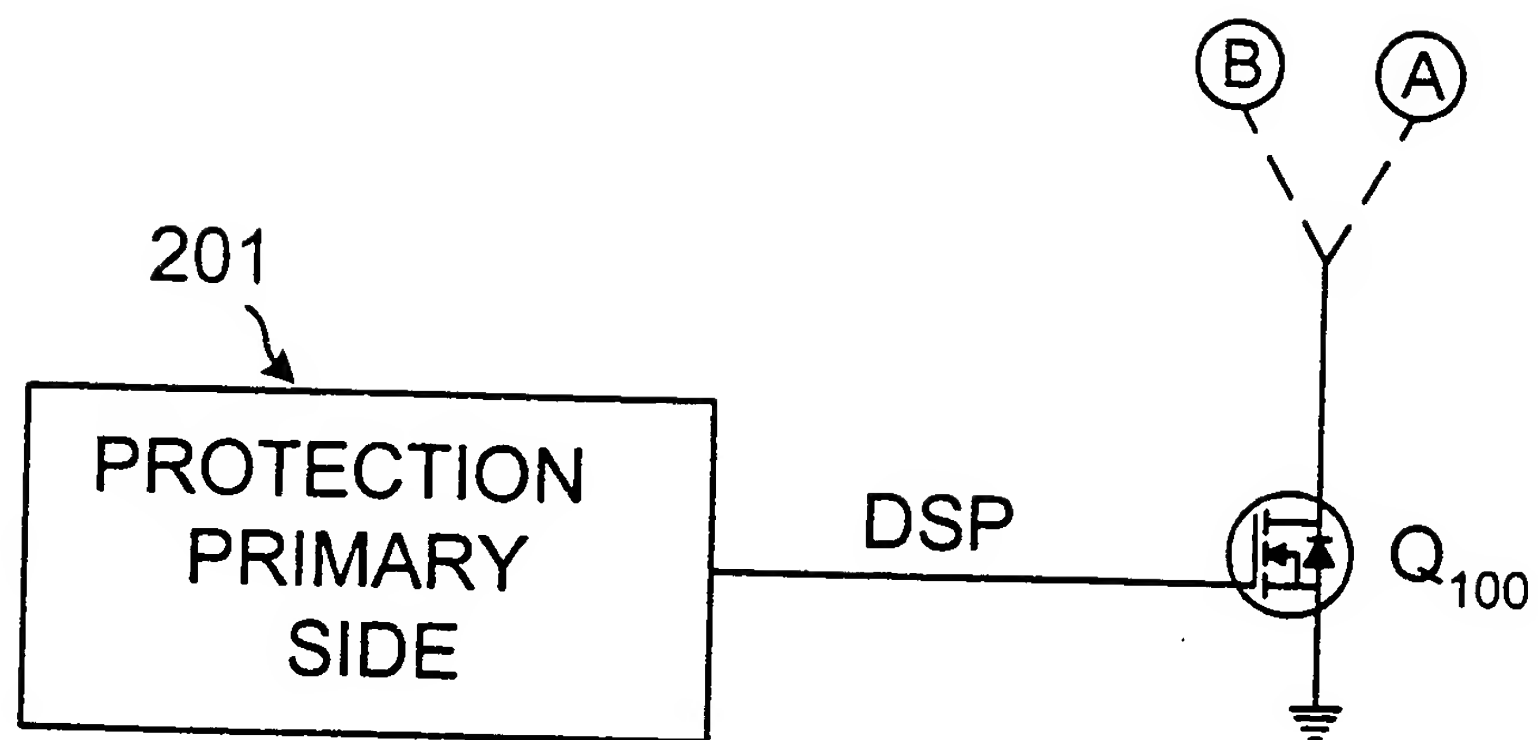 B A
201
PROTECTION
PRIMARY
SIDE
DSP
Q100